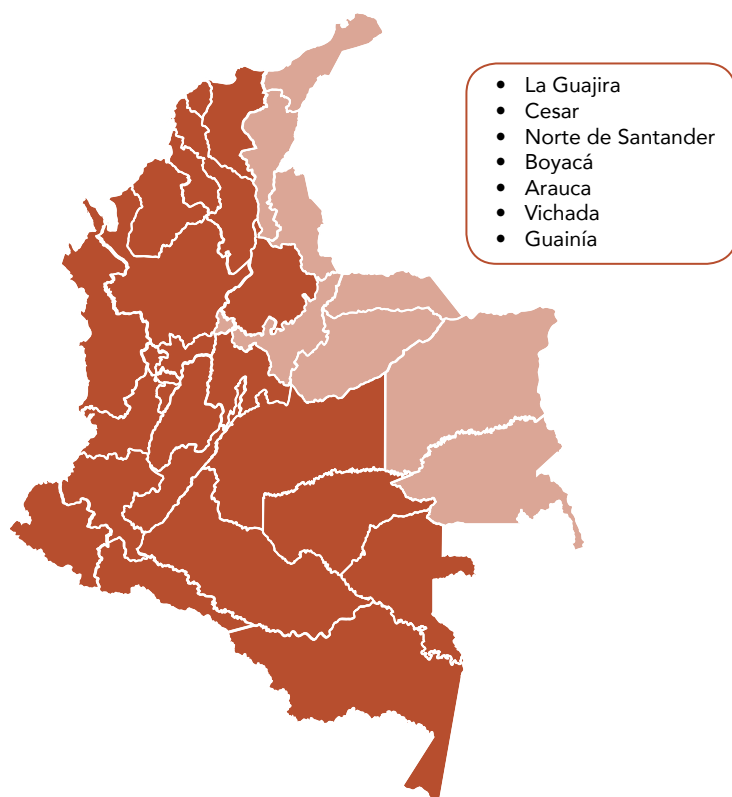 • La Guajira
• Cesar
• Norte de Santander
• Boyacá
• Arauca
• Vichada
• Guainía